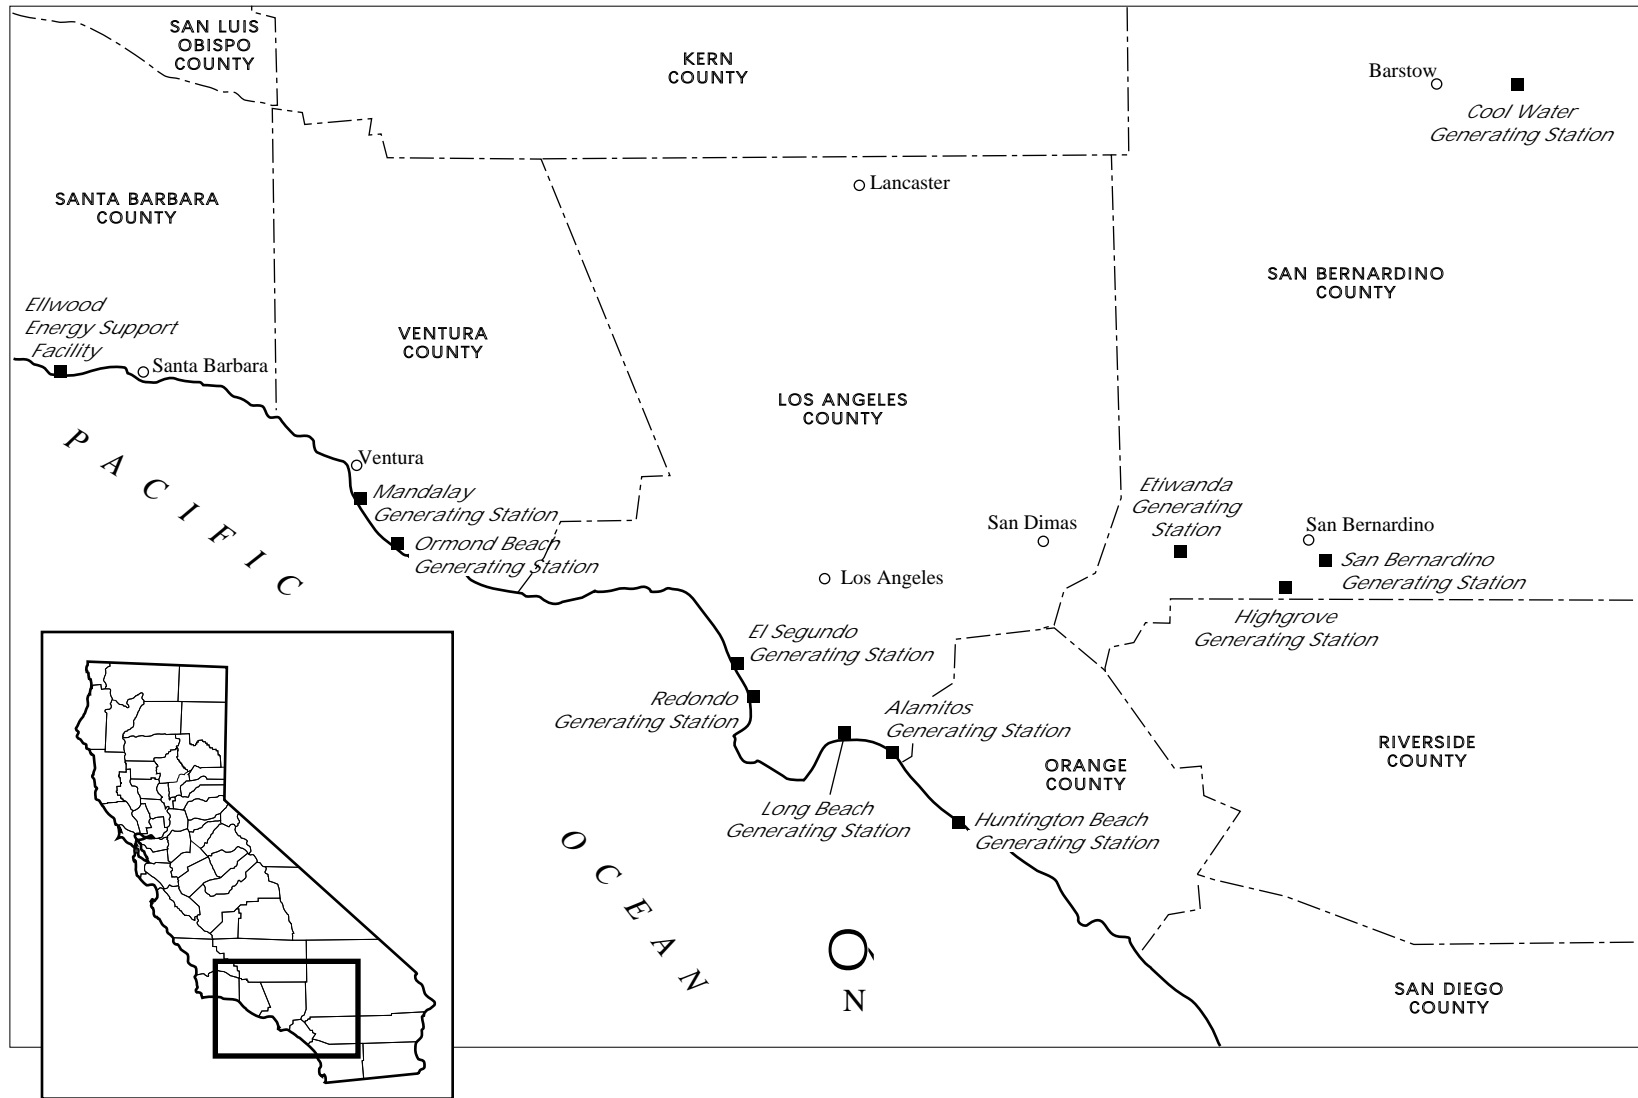 SAN LUIS
OBISPO
COUNTY
KERN
COUNTY
Barstow
Cool Water
Generating Station
Lancaster
SANTA BARBARA
COUNTY
SAN BERNARDINO
COUNTY
Ellwood
Energy Support
Facility
Santa Barbara
VENTURA
COUNTY
LOS ANGELES
COUNTY
PACIFIC
Ventura
Mandalay
Generating Station
Ormond Beach
Generating Station
San Dimas
Los Angeles
Etiwanda
Generating
Station
San Bernardino
San Bernardino
Generating Station
Highgrove
Generating Station
El Segundo
Generating Station
Redondo
Generating Station
Alamitos
Generating Station
Long Beach
Generating Station
ORANGE
COUNTY
RIVERSIDE
COUNTY
Huntington Beach
Generating Station
OCEAN
Ó
N
SAN DIEGO
COUNTY